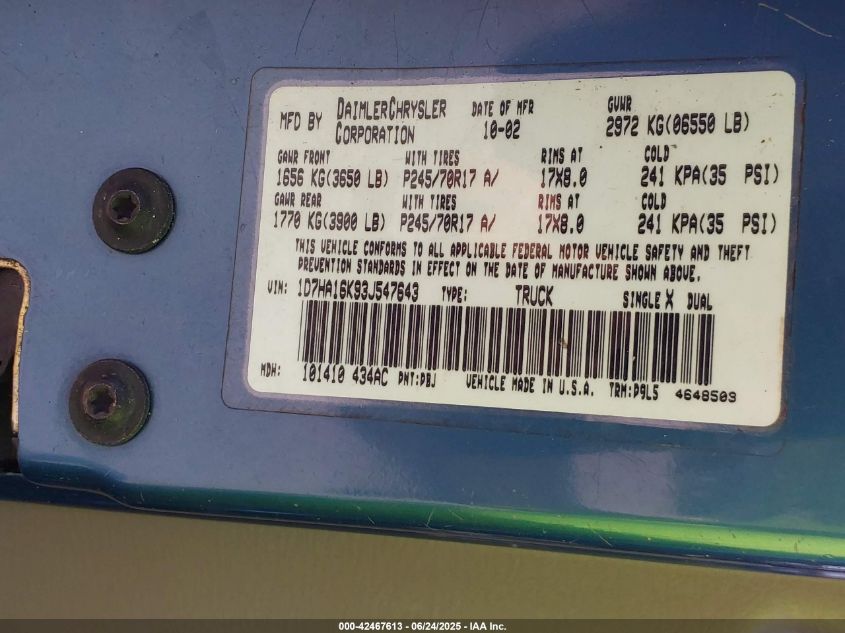 MFD BY DAIMLERCHRYSLER CORPORATION DATE OF MFR 10-02 GVWR 2972 KG(06550 LB)
GAWR FRONT WITH TIRES RIMS AT COLD
1656 KG(3650 LB) P245/70R17 A/ 17X8.0 241 KPA(35 PSI)
GAWR REAR WITH TIRES RIMS AT COLD
1770 KG(3900 LB) P245/70R17 A/ 17X8.0 241 KPA(35 PSI)
THIS VEHICLE CONFORMS TO ALL APPLICABLE FEDERAL MOTOR VEHICLE SAFETY AND THEFT
PREVENTION STANDARDS IN EFFECT ON THE DATE OF MANUFACTURE SHOWN ABOVE.
VIN: 1D7HA16K93J547643 TYPE: TRUCK SINGLE X DUAL
MDH: 101410 434AC PNT:PBJ VEHICLE MADE IN U.S.A. TRM:P9L5 4648503
000-42467613 - 06/24/2025 - IAA Inc.